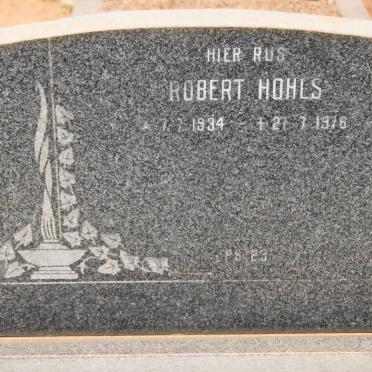 HIER RUS
ROBERT HOHLS
* 7.7.1934 - † 27.7.1976
PS 23